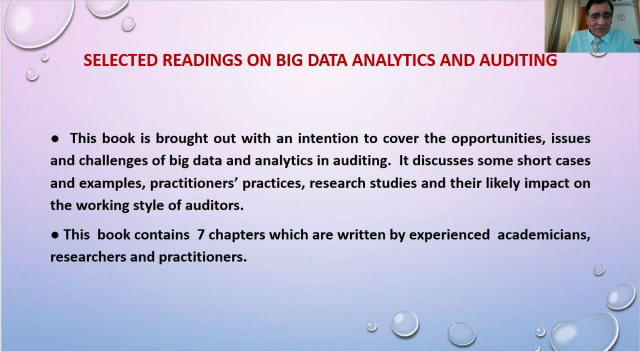 SELECTED READINGS ON BIG DATA ANALYTICS AND AUDITING
● This book is brought out with an intention to cover the opportunities, issues
and challenges of big data and analytics in auditing. It discusses some short cases
and examples, practitioners’ practices, research studies and their likely impact on
the working style of auditors.
● This book contains 7 chapters which are written by experienced academicians,
researchers and practitioners.